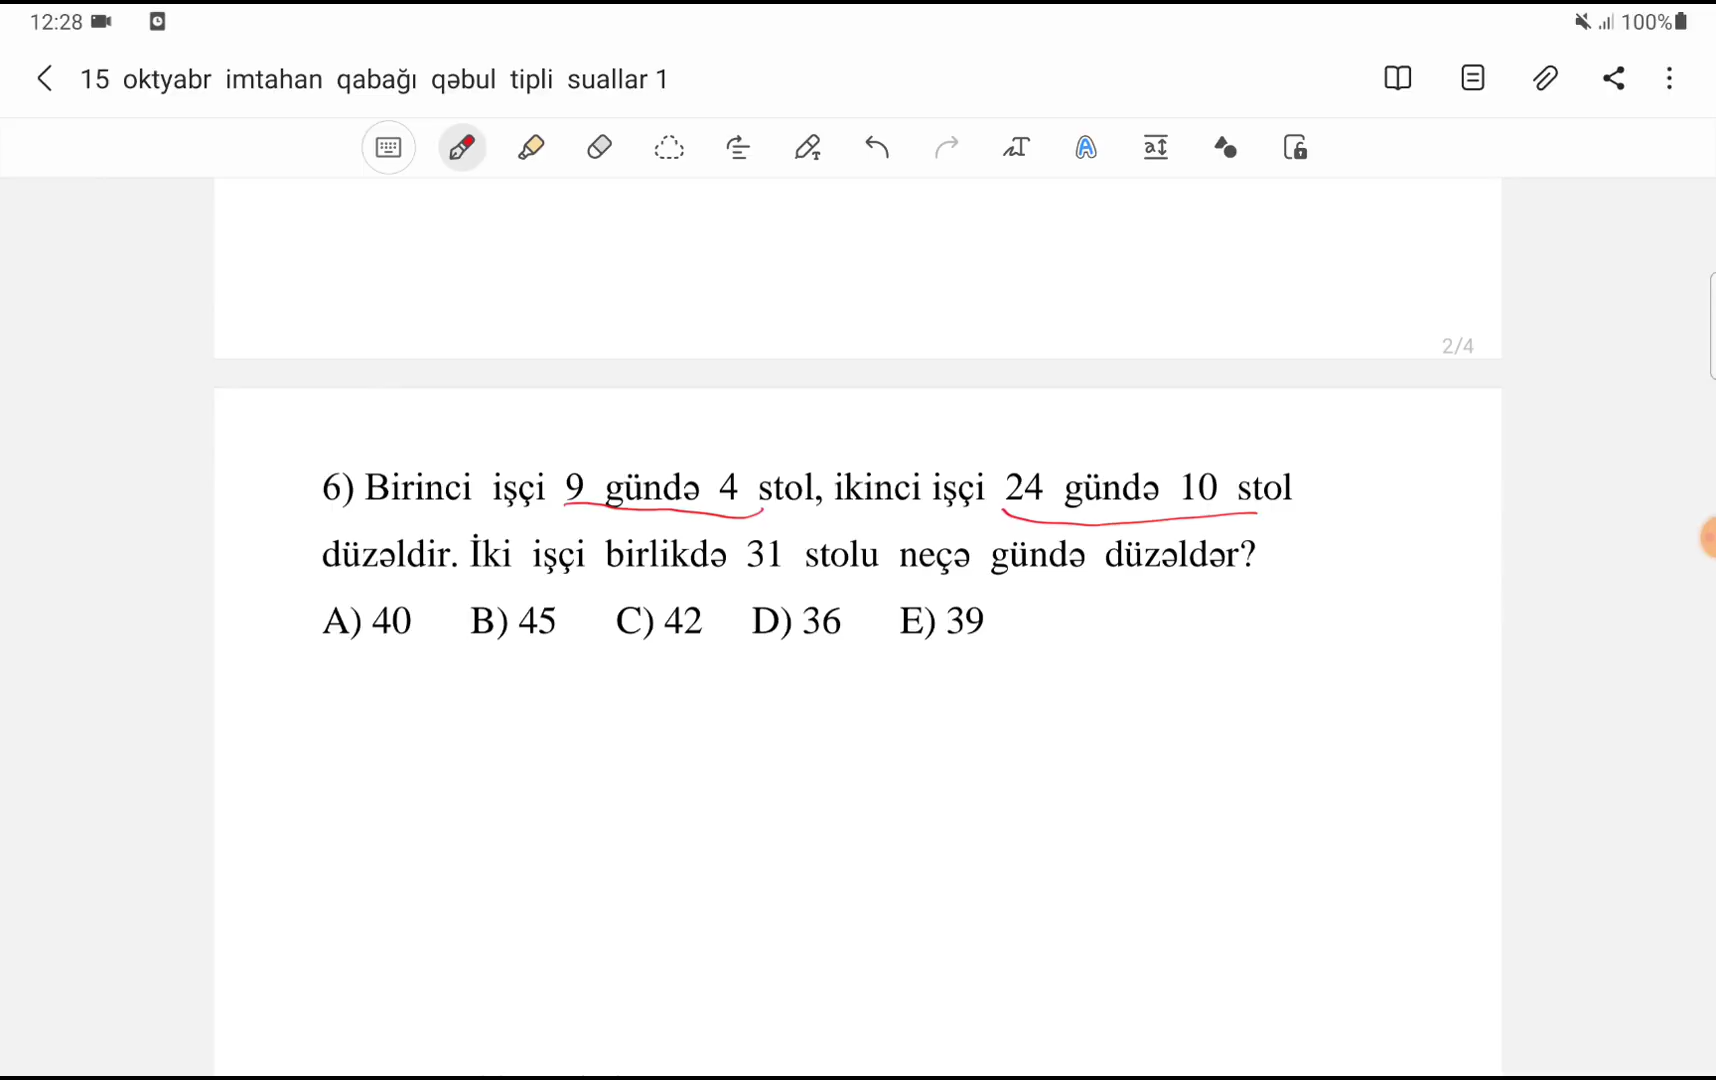 12:28
100%
15 oktyabr imtahan qabağı qəbul tipli suallar 1
2/4
6) Birinci işçi 9 gündə 4 stol, ikinci işçi 24 gündə 10 stol
düzəldir. İki işçi birlikdə 31 stolu neçə gündə düzəldər?
A) 40 B) 45 C) 42 D) 36 E) 39